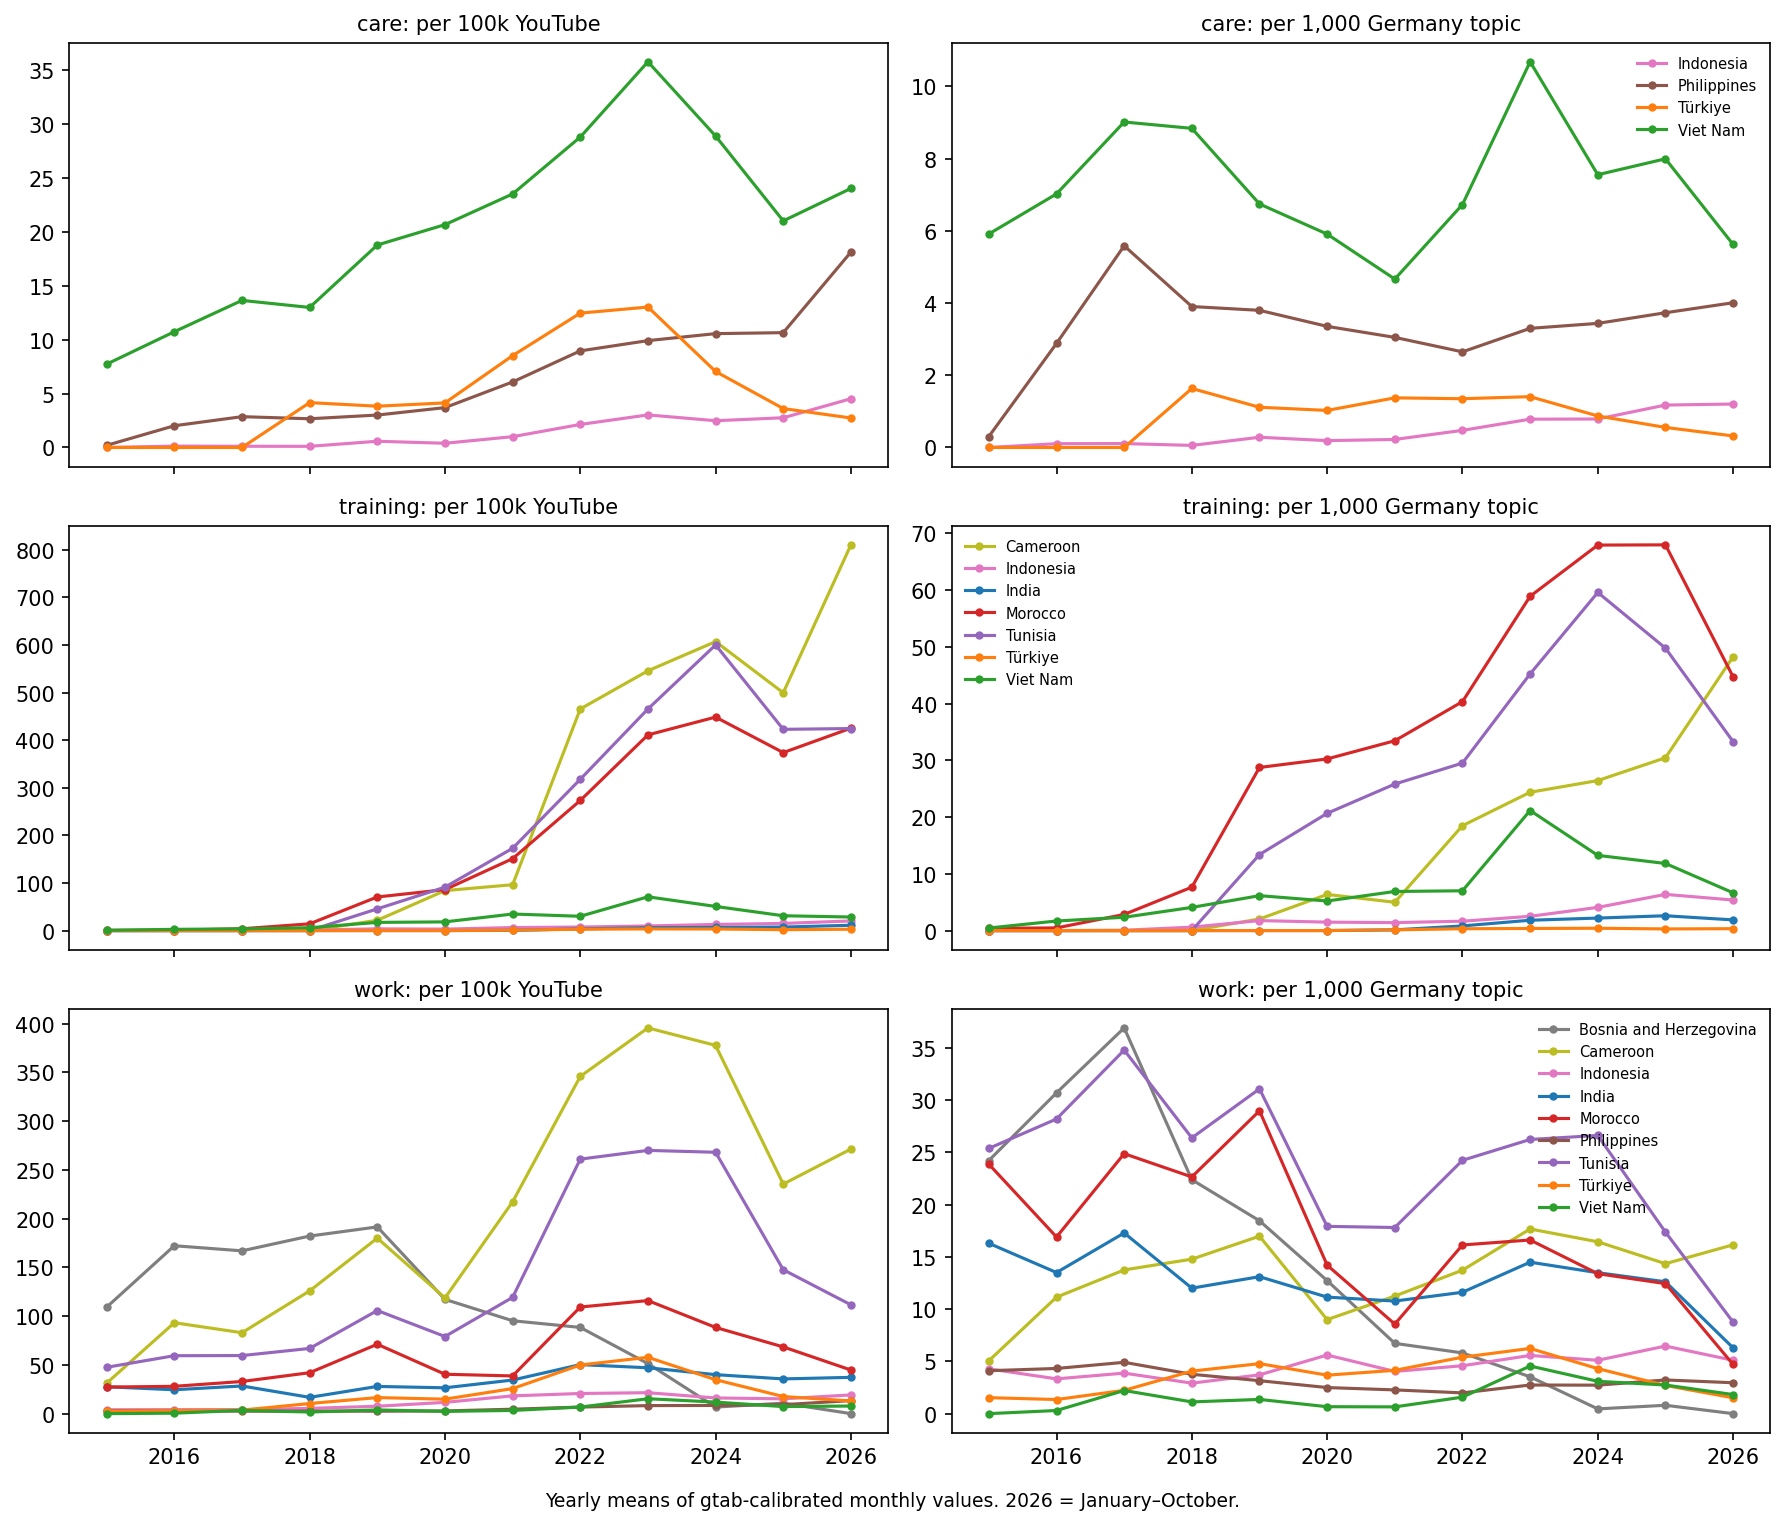 care: per 100k YouTube
35
30
25
20
15
10
5
0
care: per 1,000 Germany topic
10
8
6
4
2
0
Indonesia
Philippines
Türkiye
Viet Nam
training: per 100k YouTube
800
700
600
500
400
300
200
100
0
training: per 1,000 Germany topic
70
60
50
40
30
20
10
0
Cameroon
Indonesia
India
Morocco
Tunisia
Türkiye
Viet Nam
work: per 100k YouTube
400
350
300
250
200
150
100
50
0
2016 2018 2020 2022 2024 2026
work: per 1,000 Germany topic
35
30
25
20
15
10
5
0
Bosnia and Herzegovina
Cameroon
Indonesia
India
Morocco
Philippines
Tunisia
Türkiye
Viet Nam
2016 2018 2020 2022 2024 2026
Yearly means of gtab-calibrated monthly values. 2026 = January–October.